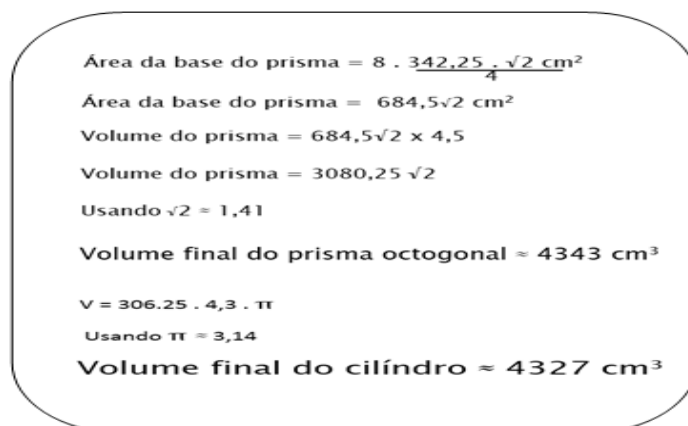 Área da base do prisma = 8 . 342,25 . √2 cm²
4
Área da base do prisma = 684,5√2 cm²
Volume do prisma = 684,5√2 x 4,5
Volume do prisma = 3080,25 √2
Usando √2 ≈ 1,41
Volume final do prisma octogonal ≈ 4343 cm³
V = 306.25 . 4,3 . π
Usando π ≈ 3,14
Volume final do cilíndro ≈ 4327 cm³